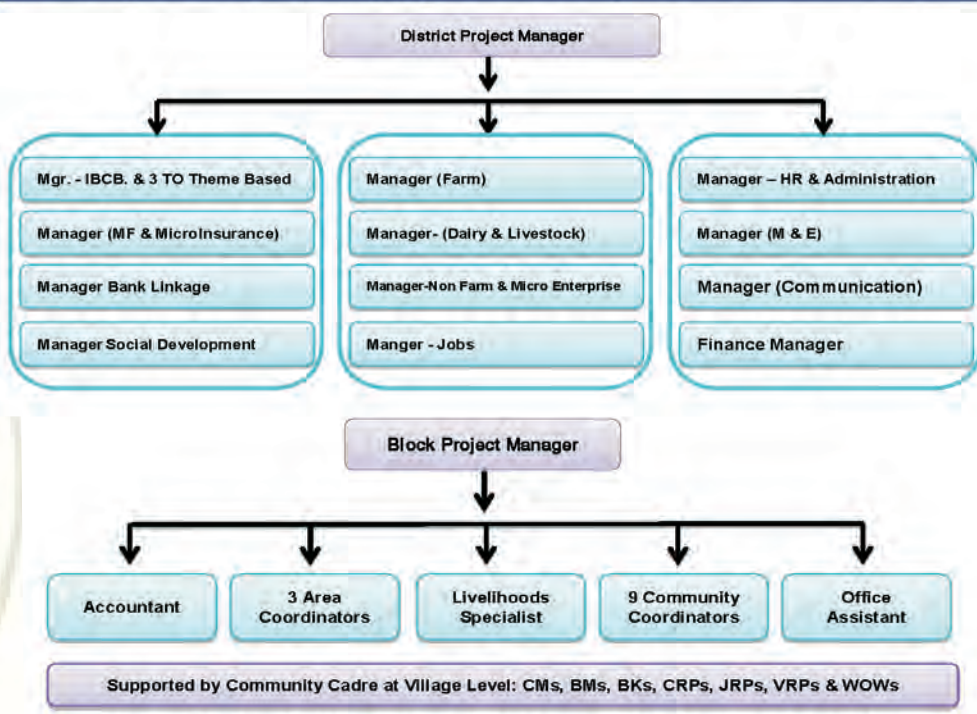 District Project Manager
Mgr. - IBCB. & 3 TO Theme Based
Manager (MF & MicroInsurance)
Manager Bank Linkage
Manager Social Development
Manager (Farm)
Manager- (Dairy & Livestock)
Manager-Non Farm & Micro Enterprise
Manger - Jobs
Manager – HR & Administration
Manager (M & E)
Manager (Communication)
Finance Manager
Block Project Manager
Accountant
3 Area
Coordinators
Livelihoods
Specialist
9 Community
Coordinators
Office
Assistant
Supported by Community Cadre at Village Level: CMs, BMs, BKs, CRPs, JRPs, VRPs & WOWs